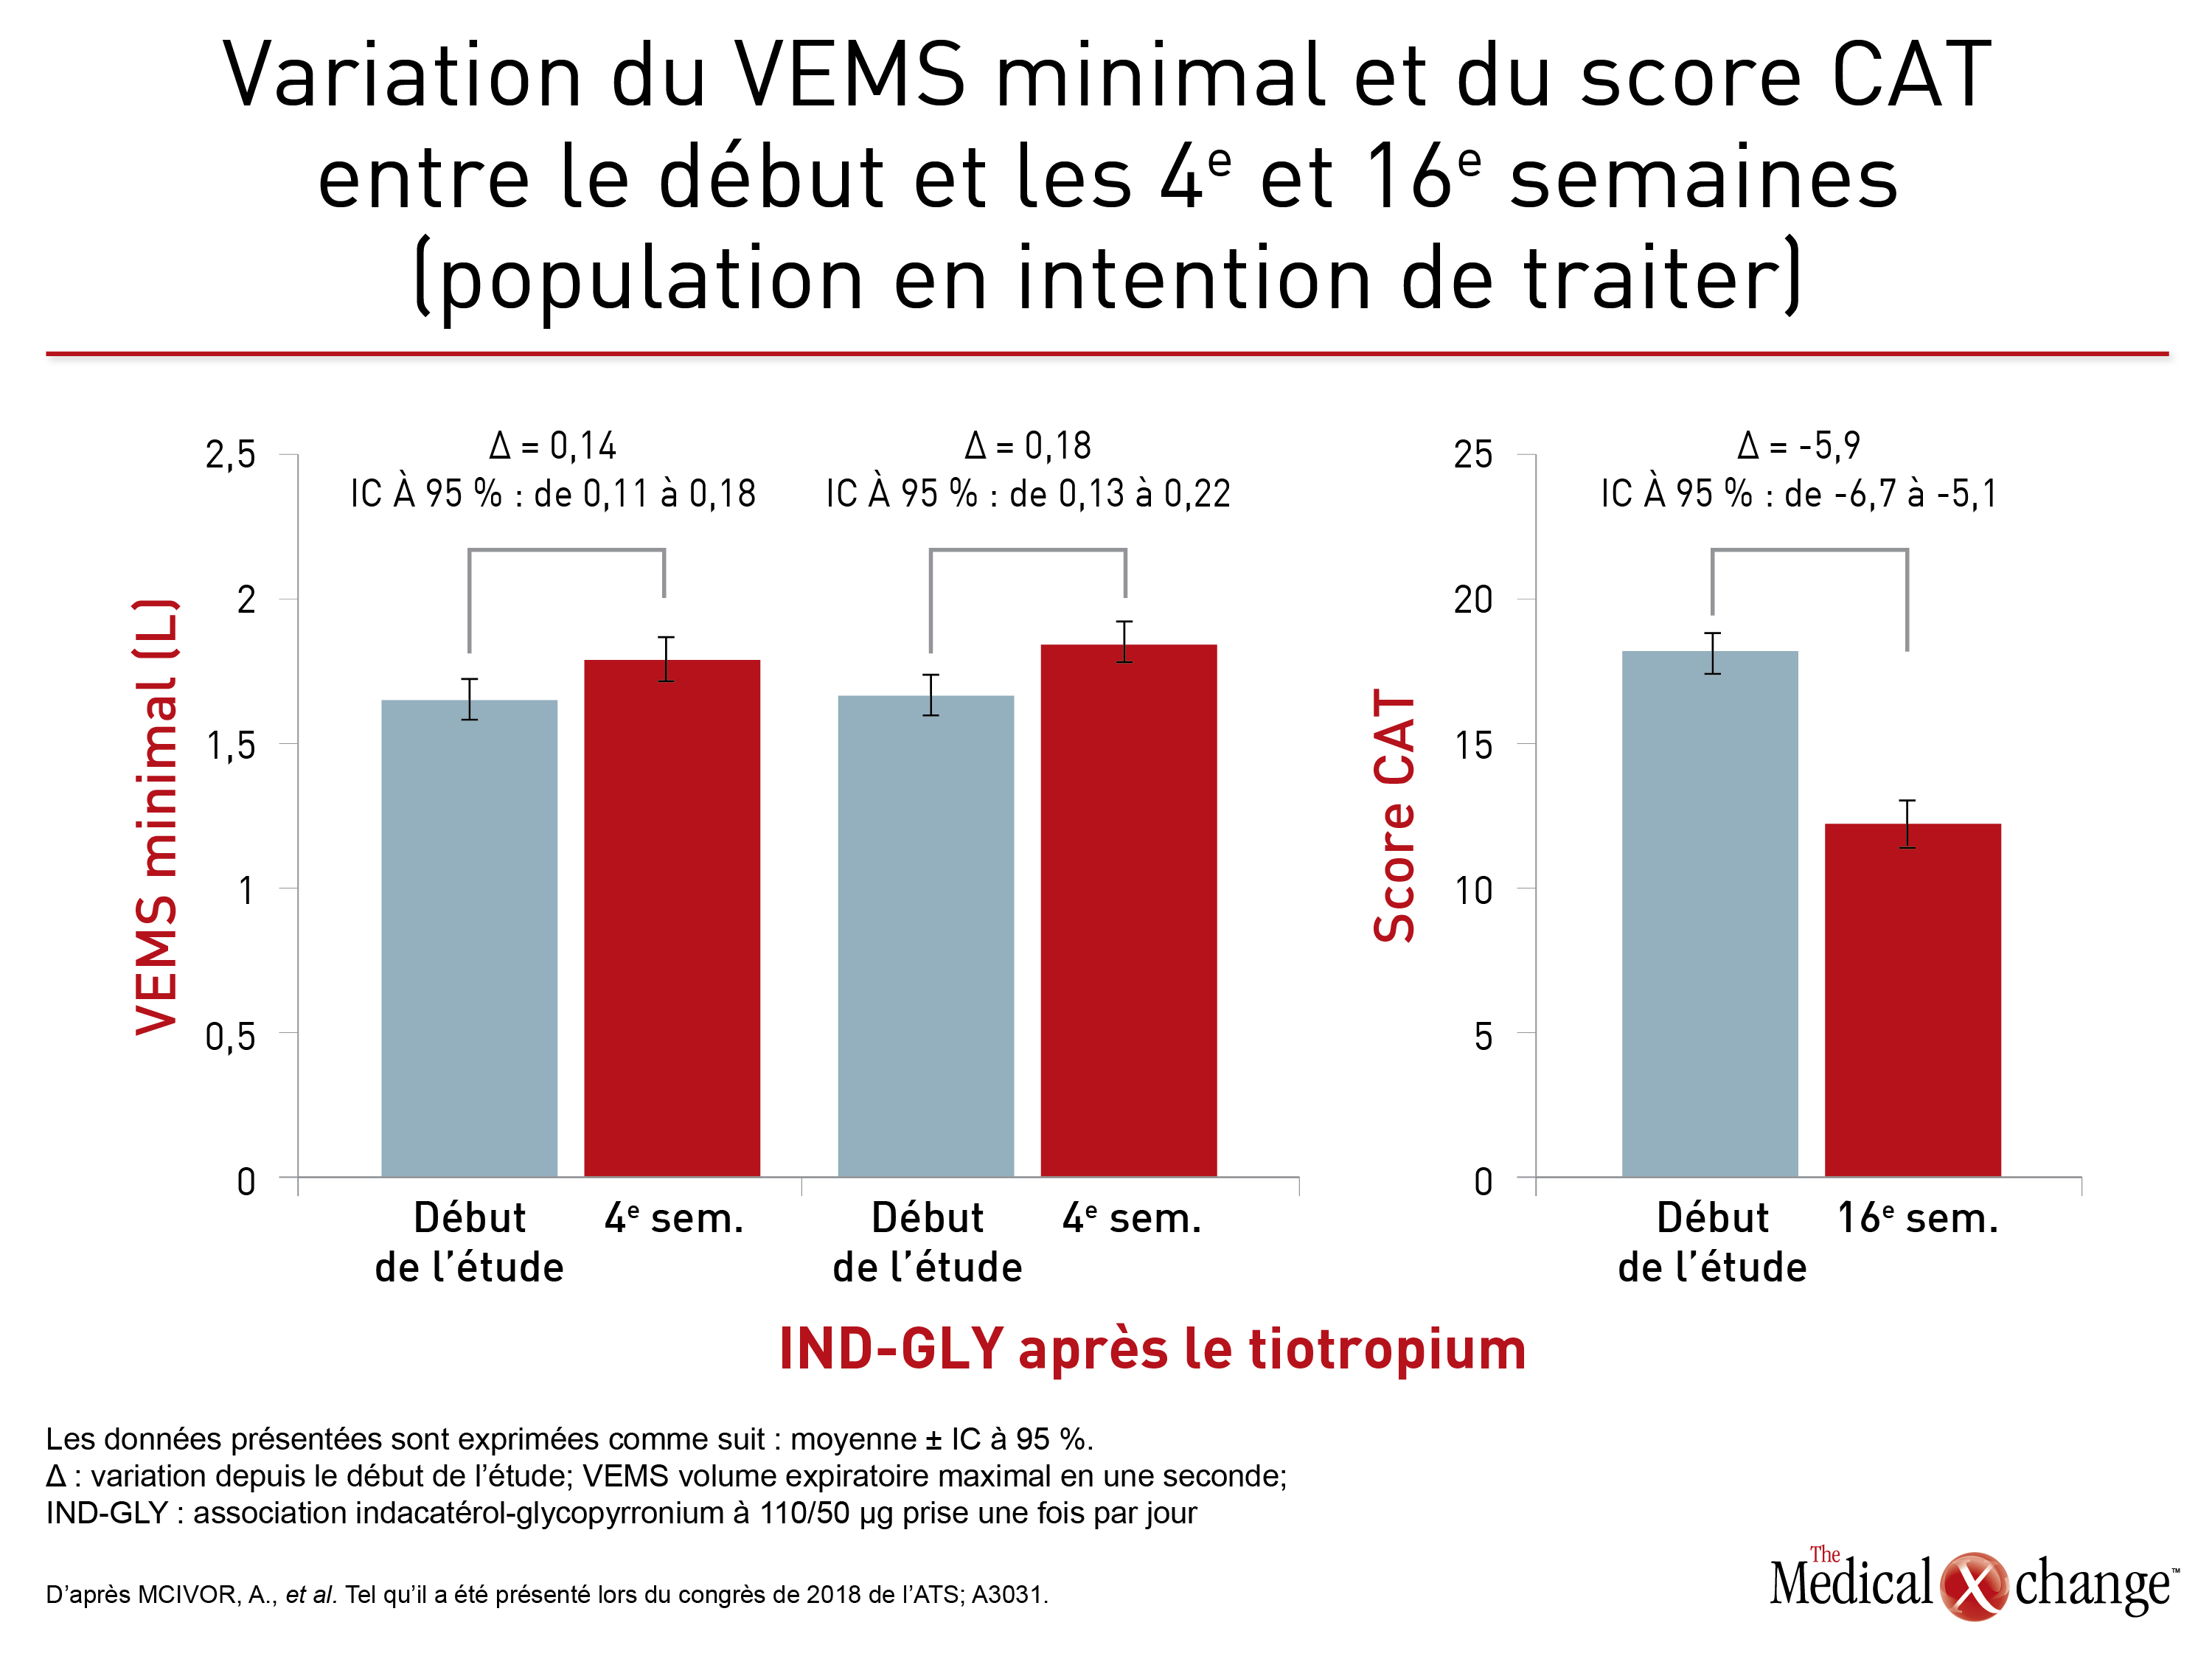 Variation du VEMS minimal et du score CAT
entre le début et les 4e et 16e semaines
(population en intention de traiter)
Δ = 0,14
IC À 95 % : de 0,11 à 0,18
Δ = 0,18
IC À 95 % : de 0,13 à 0,22
VEMS minimal (L)
2,5
2
1,5
1
0,5
0
Début
de l’étude
4e sem.
Début
de l’étude
4e sem.
Δ = -5,9
IC À 95 % : de -6,7 à -5,1
Score CAT
25
20
15
10
5
0
Début
de l’étude
16e sem.
IND-GLY après le tiotropium
Les données présentées sont exprimées comme suit : moyenne ± IC à 95 %.
Δ : variation depuis le début de l’étude; VEMS volume expiratoire maximal en une seconde;
IND-GLY : association indacatérol-glycopyrronium à 110/50 µg prise une fois par jour
D’après MCIVOR, A., et al. Tel qu’il a été présenté lors du congrès de 2018 de l’ATS; A3031.
The
Medical Xchange™